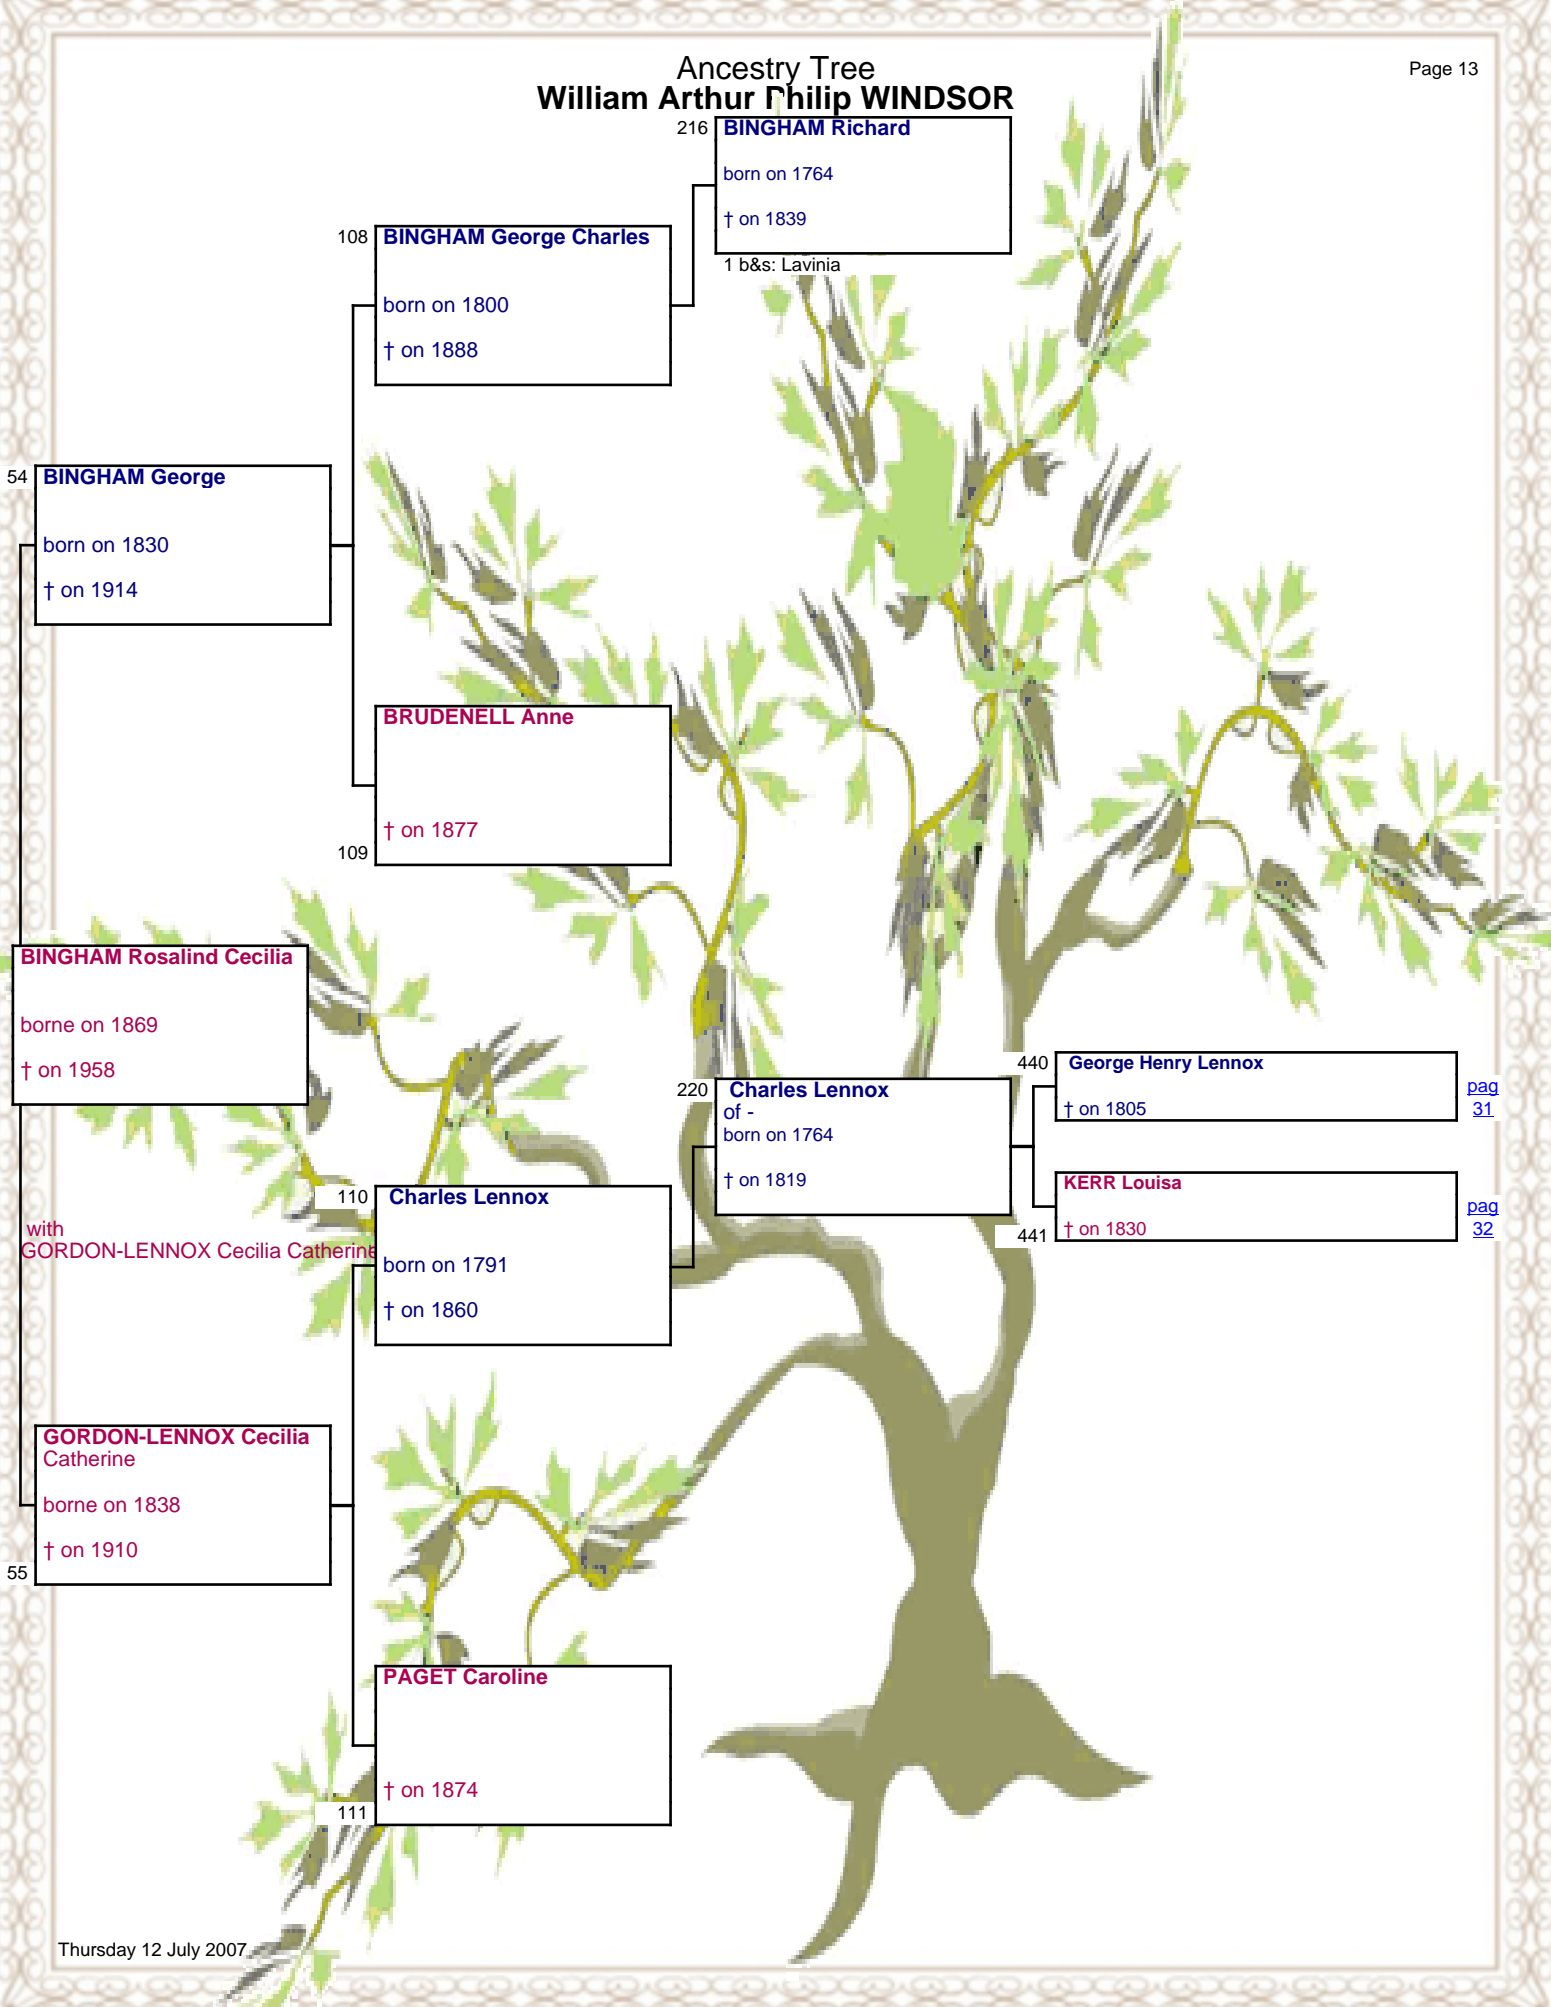 Ancestry Tree
Page 13
William Arthur Philip WINDSOR
216
BINGHAM Richard
born on 1764
† on 1839
1 b&s: Lavinia
108
BINGHAM George Charles
born on 1800
† on 1888
54
BINGHAM George
born on 1830
† on 1914
BRUDENELL Anne
† on 1877
109
BINGHAM Rosalind Cecilia
borne on 1869
† on 1958
440
George Henry Lennox
† on 1805
pag
31
220
Charles Lennox
of -
born on 1764
† on 1819
KERR Louisa
† on 1830
441
pag
32
110
Charles Lennox
born on 1791
† on 1860
with
GORDON-LENNOX Cecilia Catherine
GORDON-LENNOX Cecilia
Catherine
borne on 1838
† on 1910
55
PAGET Caroline
† on 1874
111
Thursday 12 July 2007